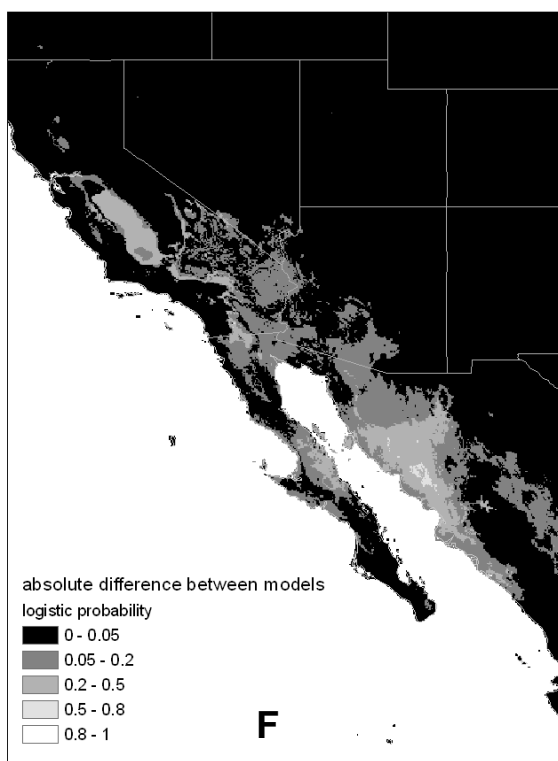 absolute difference between models
logistic probability
0 - 0.05
0.05 - 0.2
0.2 - 0.5
0.5 - 0.8
0.8 - 1
F